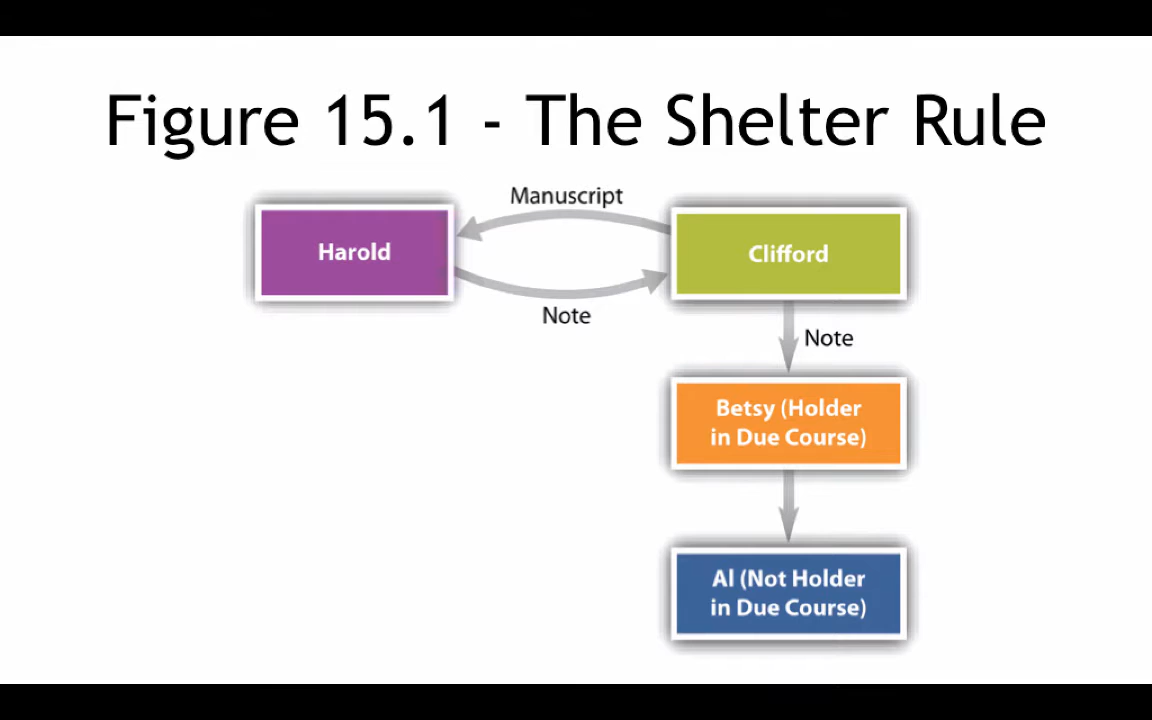 Figure 15.1 - The Shelter Rule
Manuscript
Harold
Clifford
Note
Note
Betsy (Holder
in Due Course)
Al (Not Holder
in Due Course)